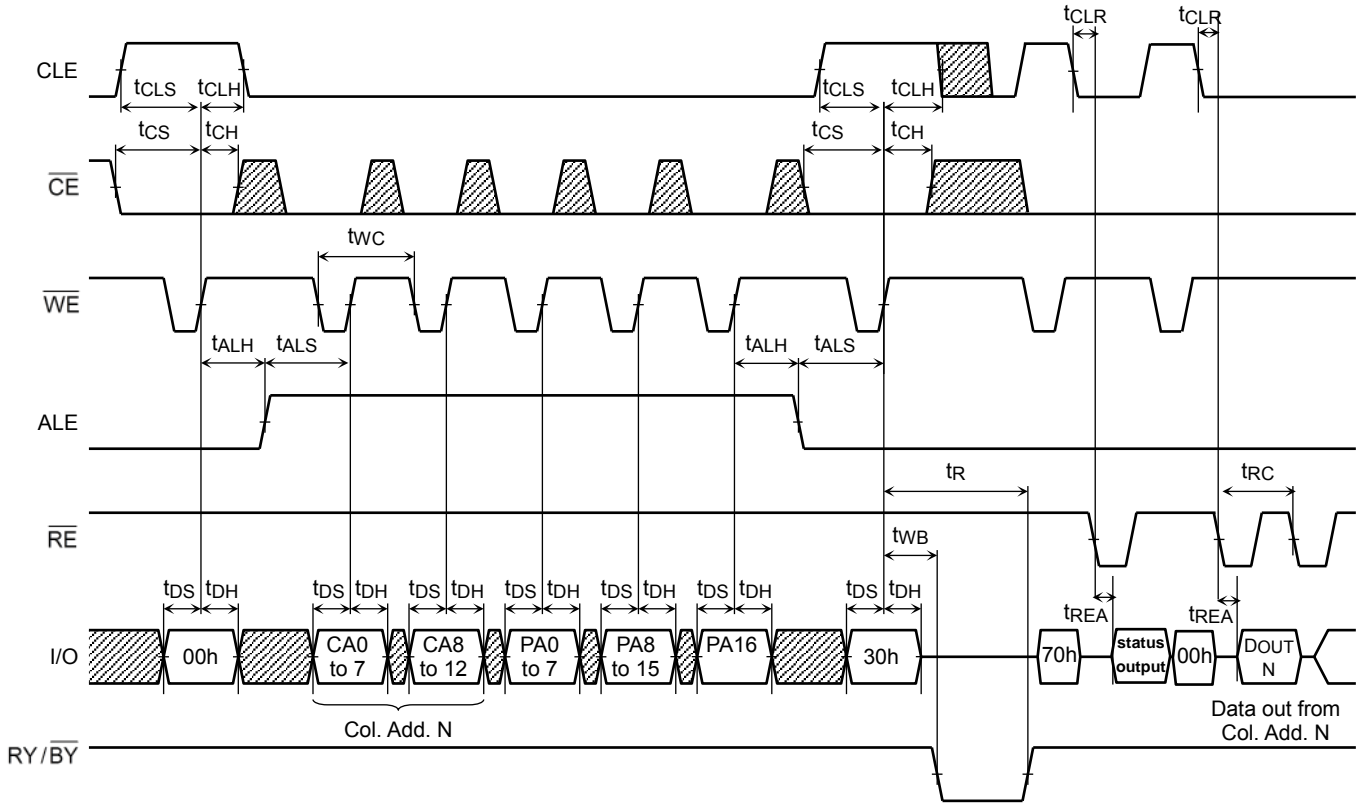 tCLR tCLR
CLE
tCLS tCLH tCLS tCLH
tCS tCH tCS tCH
CE
tWC
WE
tALH tALS tALH tALS
ALE
tR tRC
RE
tWB
tDS tDH tDS tDH tDS tDH tDS tDH tDS tDH tDS tDH tDS tDH
tREA tREA
I/O 00h CA0 to 7 CA8 to 12 PA0 to 7 PA8 to 15 PA16 30h 70h status output 00h DOUT N
Col. Add. N
Data out from
Col. Add. N
RY/BY